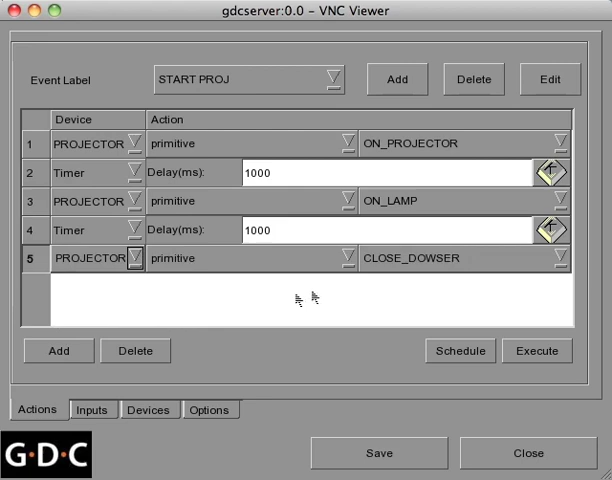 gdcserver:0.0 – VNC Viewer
Event Label START PROJ Add Delete Edit
Device Action
1 PROJECTOR primitive ON_PROJECTOR
2 Timer Delay(ms): 1000
3 PROJECTOR primitive ON_LAMP
4 Timer Delay(ms): 1000
5 PROJECTOR primitive CLOSE_DOWSER
Add Delete Schedule Execute
Actions Inputs Devices Options
G·D·C Save Close